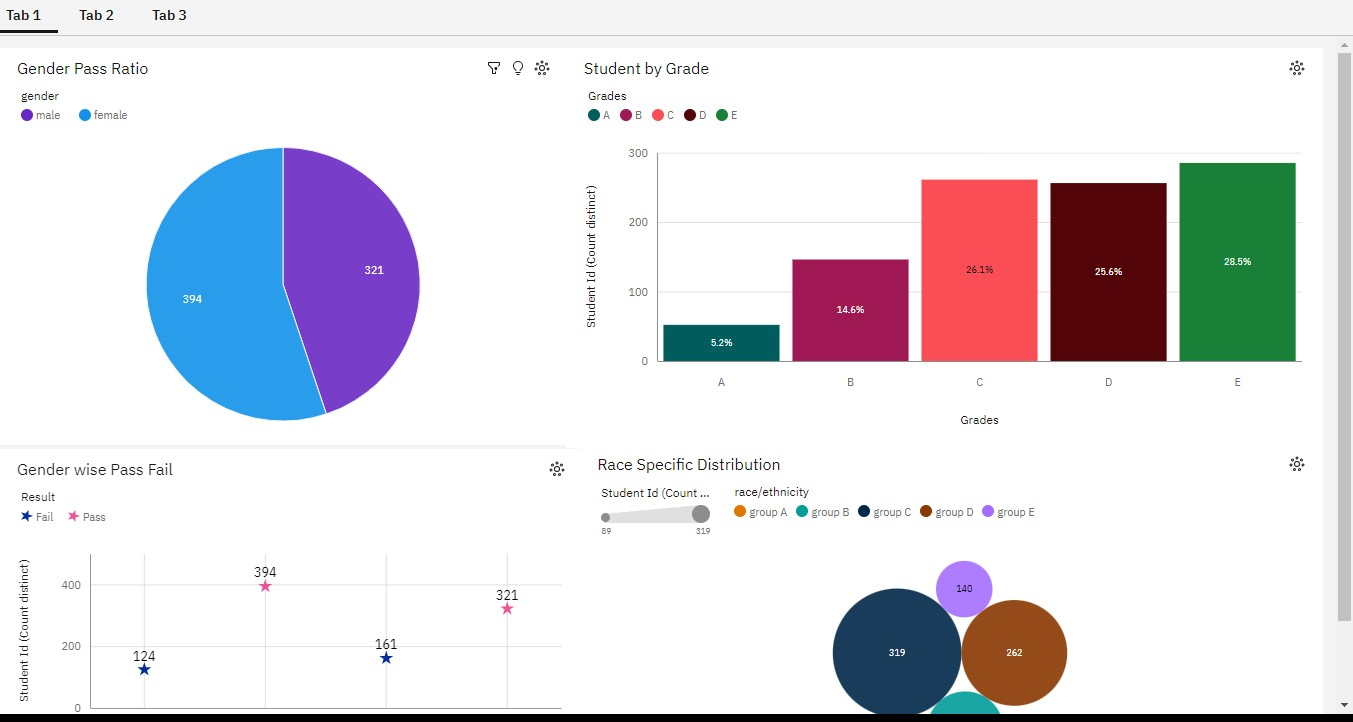 Tab 1 Tab 2 Tab 3
Gender Pass Ratio
gender
male female
394
321
Student by Grade
Grades
A B C D E
Student Id (Count distinct)
300
200
100
0
5.2%
14.6%
26.1%
25.6%
28.5%
A B C D E
Grades
Gender wise Pass Fail
Result
Fail Pass
Student Id (Count distinct)
400
200
0
124
394
161
321
Race Specific Distribution
Student Id (Count ...
89 319
race/ethnicity
group A group B group C group D group E
140
319
262